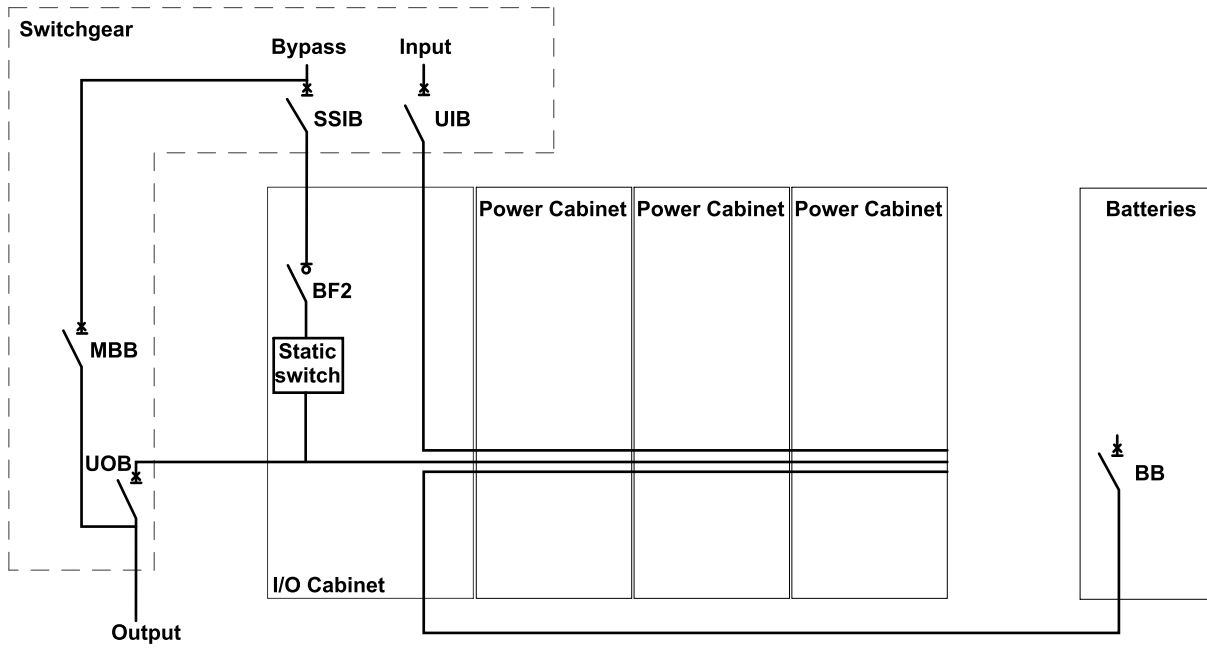 Switchgear
Bypass
Input
SSIB
UIB
Power Cabinet
Power Cabinet
Power Cabinet
Batteries
BF2
MBB
Static
switch
UOB
BB
I/O Cabinet
Output